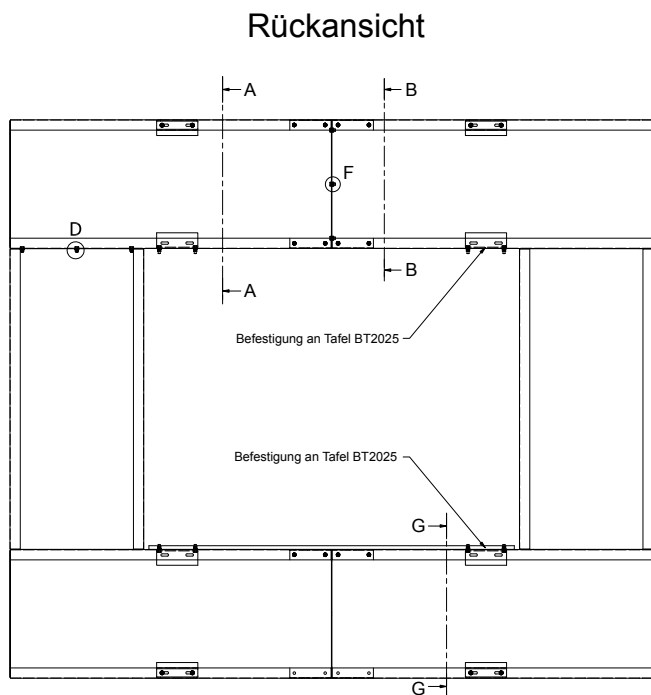 Rückansicht
A
B
F
D
A
B
Befestigung an Tafel BT2025
Befestigung an Tafel BT2025
G
G